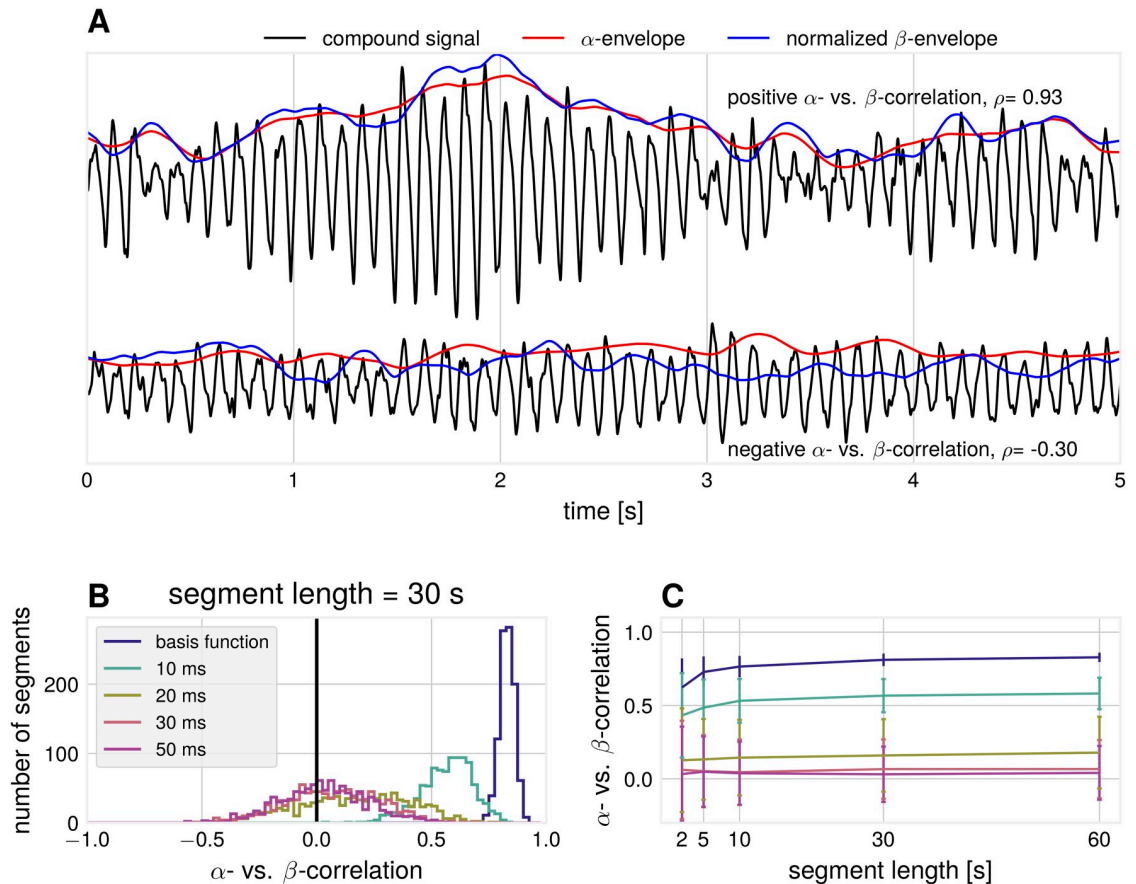 A
compound signal α-envelope normalized β-envelope
positive α- vs. β-correlation, ρ= 0.93
negative α- vs. β-correlation, ρ= -0.30
0 1 2 3 4 5
time [s]
B
segment length = 30 s
number of segments
200
100
0
basis function
10 ms
20 ms
30 ms
50 ms
−1.0 −0.5 0.0 0.5 1.0
α- vs. β-correlation
C
α- vs. β-correlation
1.0
0.5
0.0
2 5 10 30 60
segment length [s]